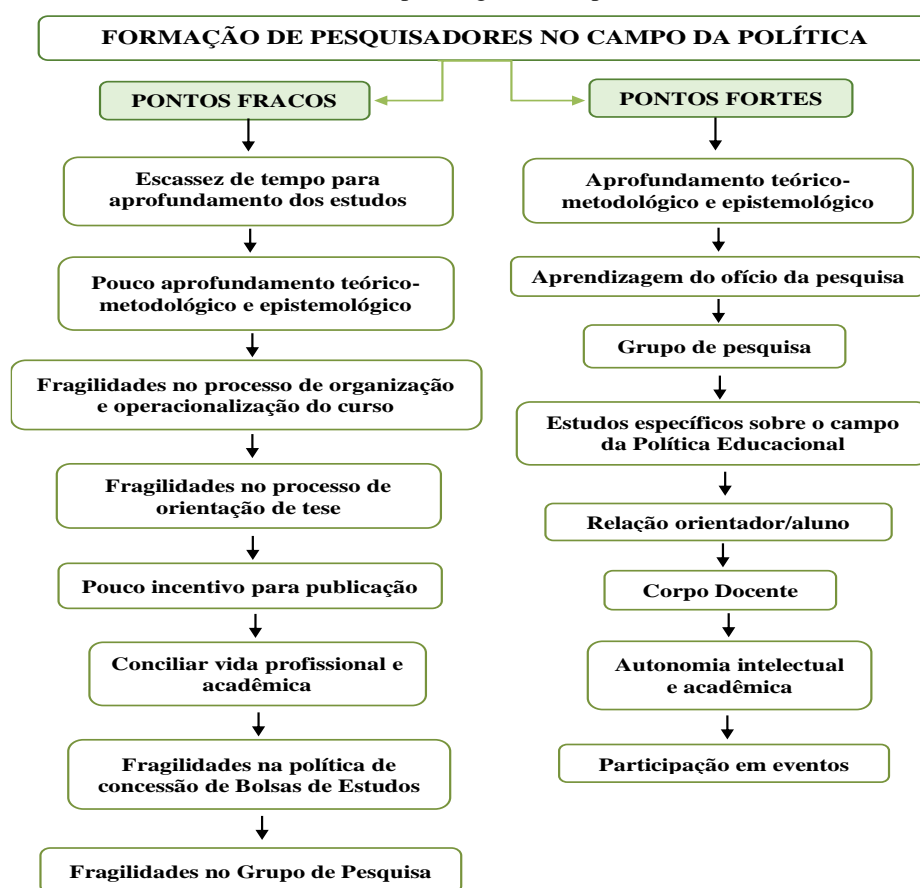 FORMAÇÃO DE PESQUISADORES NO CAMPO DA POLÍTICA
PONTOS FRACOS
Escassez de tempo para
aprofundamento dos estudos
Pouco aprofundamento teórico-
metodológico e epistemológico
Fragilidades no processo de organização
e operacionalização do curso
Fragilidades no processo de
orientação de tese
Pouco incentivo para publicação
Conciliar vida profissional e
acadêmica
Fragilidades na política de
concessão de Bolsas de Estudos
Fragilidades no Grupo de Pesquisa
PONTOS FORTES
Aprofundamento teórico-
metodológico e epistemológico
Aprendizagem do ofício da pesquisa
Grupo de pesquisa
Estudos específicos sobre o campo
da Política Educacional
Relação orientador/aluno
Corpo Docente
Autonomia intelectual
e acadêmica
Participação em eventos